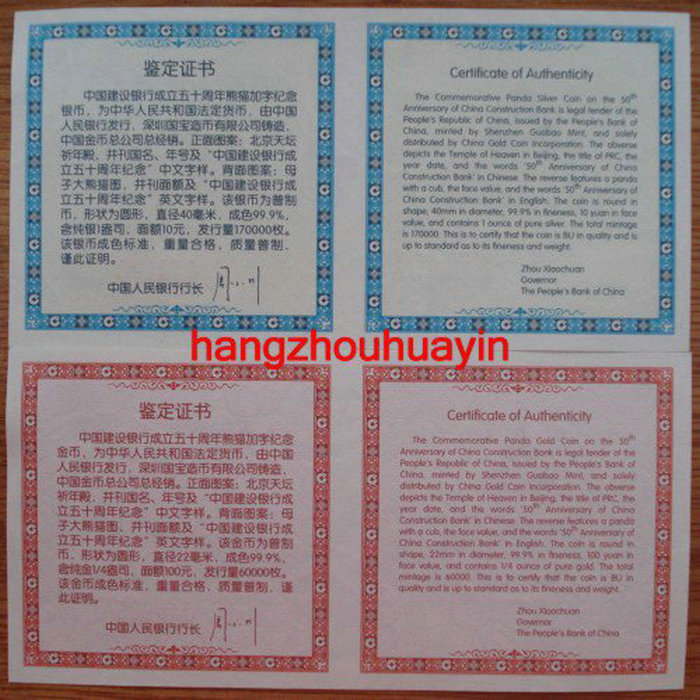 鉴定证书
中国建设银行成立五十周年熊猫加字纪念
银币，为中华人民共和国法定货币，由中国
人民银行发行，深圳国宝造币有限公司铸造，
中国金币总公司总经销。正面图案：北京天坛
祈年殿，并刊国名、年号及“中国建设银行成
立五十周年纪念”中文字样。背面图案：母
子大熊猫图，并刊面额及“中国建设银行成
立五十周年纪念”英文字样。该银币为普制
币，形状为圆形，直径40毫米，成色99.9%，
含纯银1盎司，面额10元，发行量170000枚。
该银币成色标准，重量合格，质量普制，
谨此证明。
中国人民银行行长
Certificate of Authenticity
The Commemorative Panda Silver Coin on the 50th
Anniversary of China Construction Bank is legal tender of the
People's Republic of China, issued by the People's Bank of
China, minted by Shenzhen Guobao Mint, and solely
distributed by China Gold Coin Incorporation. The obverse
depicts the Temple of Heaven in Beijing, the title of PRC, the
year date, and the words '50th Anniversary of China
Construction Bank' in Chinese. The reverse features a panda
with a cub, the face value, and the words '50th Anniversary of
China Construction Bank' in English. The coin is round in
shape, 40mm in diameter, 99.9% in fineness, 10 yuan in face
value, and contains 1 ounce of pure silver. The total mintage
is 170000. This is to certify that the coin is BU in quality and is
up to standard as to its fineness and weight.
Zhou Xiaochuan
Governor
The People's Bank of China
hangzhouhuayin
鉴定证书
中国建设银行成立五十周年熊猫加字纪念
金币，为中华人民共和国法定货币，由中国
人民银行发行，深圳国宝造币有限公司铸造，
中国金币总公司总经销。正面图案：北京天坛
祈年殿，并刊国名、年号及“中国建设银行成
立五十周年纪念”中文字样。背面图案：母
子大熊猫图，并刊面额及“中国建设银行成
立五十周年纪念”英文字样。该金币为普制
币，形状为圆形，直径22毫米，成色99.9%，
含纯金1/4盎司，面额100元，发行量60000枚。
该金币成色标准，重量合格，质量普制，谨
此证明。
中国人民银行行长
Certificate of Authenticity
The Commemorative Panda Gold Coin on the 50th
Anniversary of China Construction Bank is legal tender of the
People's Republic of China, issued by the People's Bank of
China, minted by Shenzhen Guobao Mint, and solely
distributed by China Gold Coin Incorporation. The obverse
depicts the Temple of Heaven in Beijing, the title of PRC, the
year date, and the words '50th Anniversary of China
Construction Bank' in Chinese. The reverse features a panda
with a cub, the face value, and the words '50th Anniversary of
China Construction Bank' in English. The coin is round in
shape, 22mm in diameter, 99.9% in fineness, 100 yuan in
face value, and contains 1/4 ounce of pure gold. The total
mintage is 60000. This is to certify that the coin is BU in
quality and is up to standard as to its fineness and weight.
Zhou Xiaochuan
Governor
The People's Bank of China